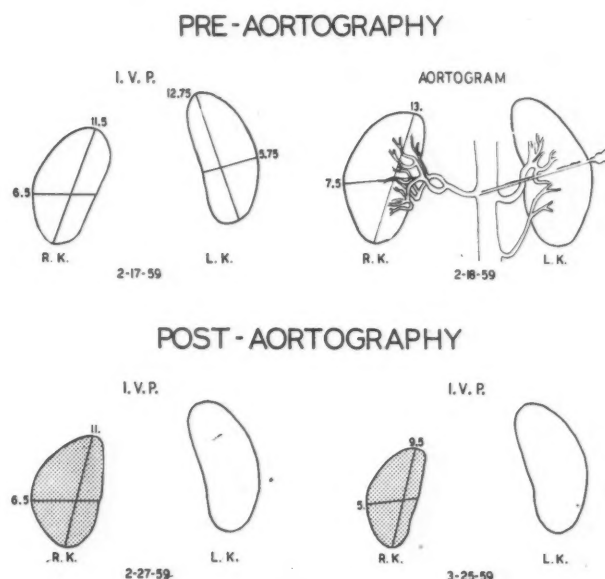 PRE-AORTOGRAPHY
I. V. P.
12.75
11.5
5.75
6.5
R. K.
L. K.
2-17-59
AORTOGRAM
13.
7.5
R. K.
L. K.
2-18-59
POST-AORTOGRAPHY
I. V. P.
11.
6.5
R. K.
L. K.
2-27-59
I. V. P.
9.5
5.
R. K.
L. K.
3-25-59